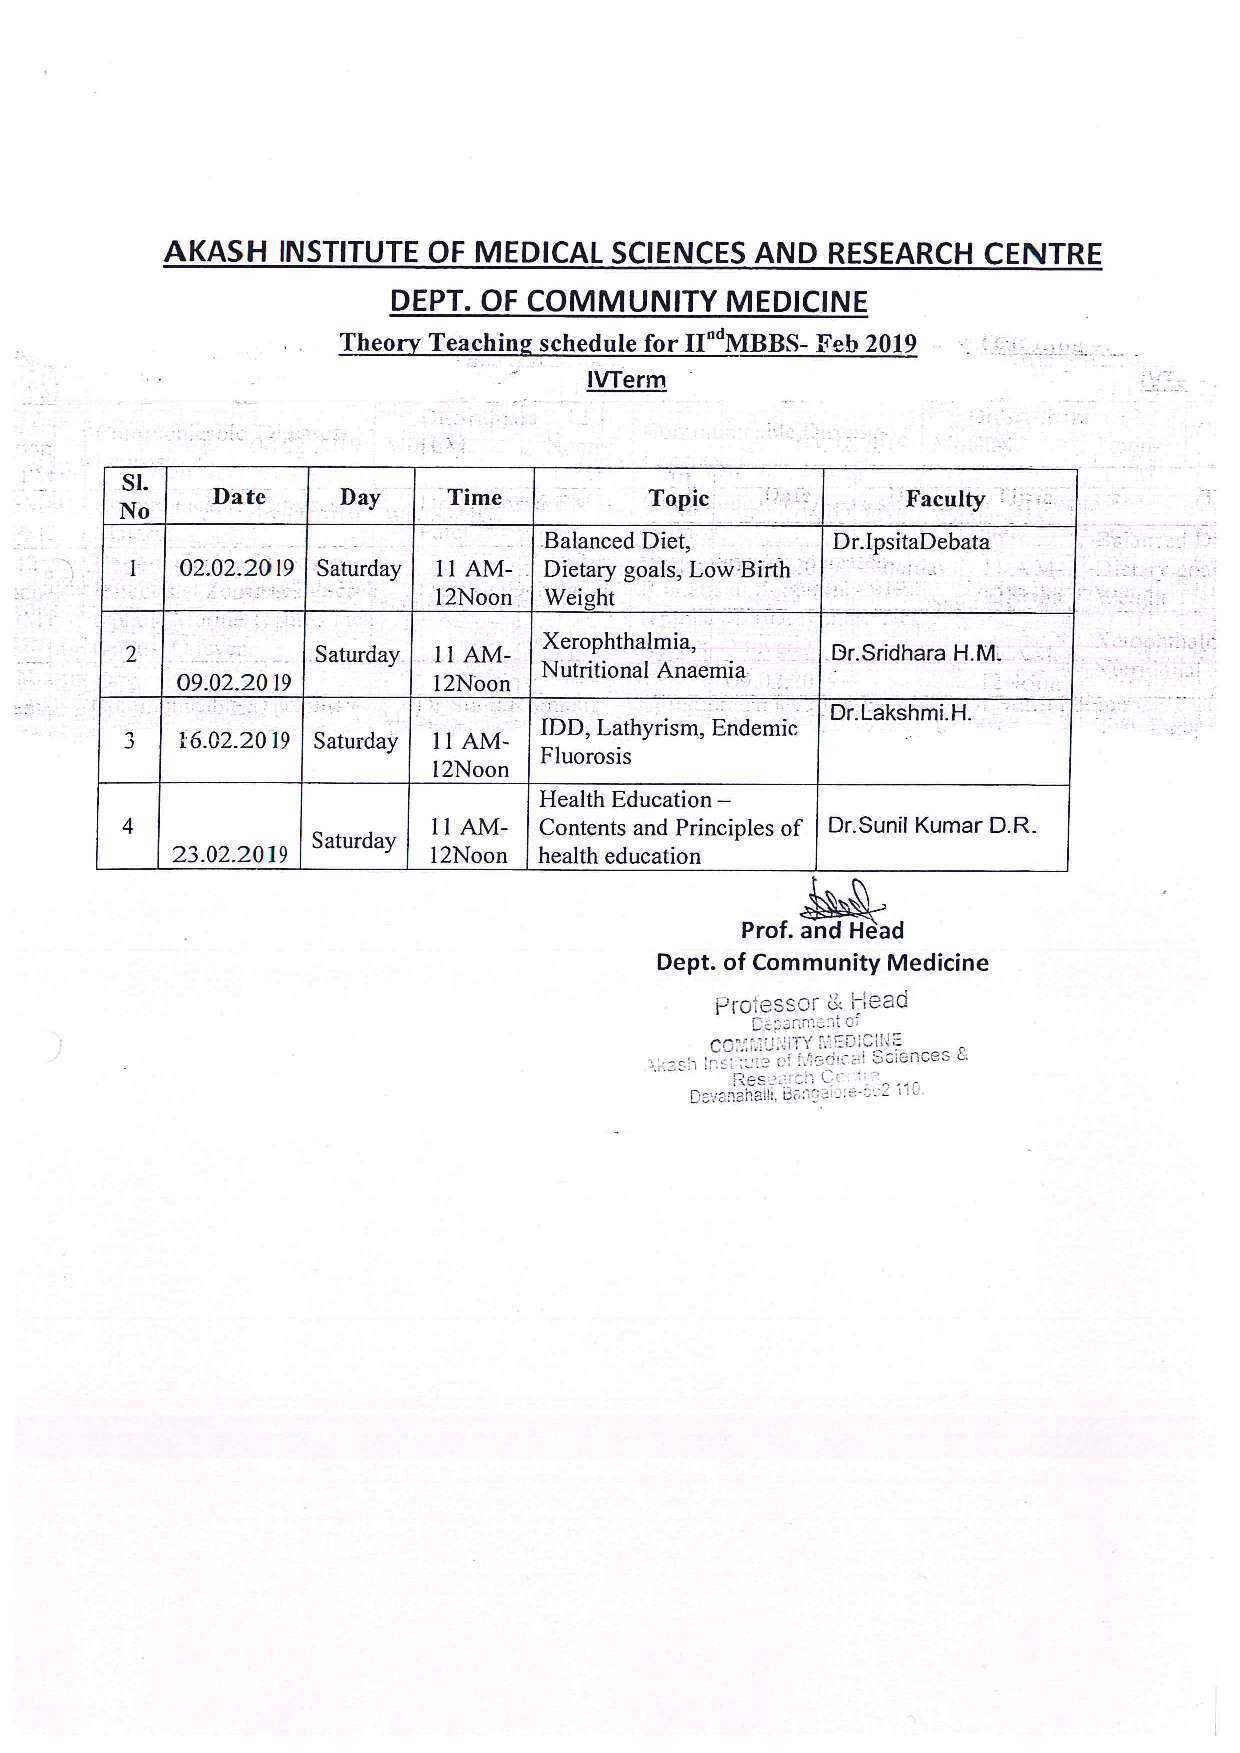 AKASH INSTITUTE OF MEDICAL SCIENCES AND RESEARCH CENTRE
DEPT. OF COMMUNITY MEDICINE
Theory Teaching schedule for IIndMBBS- Feb 2019
IVTerm
Sl. No Date Day Time Topic Faculty
1 02.02.2019 Saturday 11 AM-12Noon Balanced Diet, Dietary goals, Low Birth Weight Dr.IpsitaDebata
2 09.02.2019 Saturday 11 AM-12Noon Xerophthalmia, Nutritional Anaemia Dr.Sridhara H.M.
3 16.02.2019 Saturday 11 AM-12Noon IDD, Lathyrism, Endemic Fluorosis Dr.Lakshmi.H.
4 23.02.2019 Saturday 11 AM-12Noon Health Education – Contents and Principles of health education Dr.Sunil Kumar D.R.
Prof. and Head
Dept. of Community Medicine
Professor & Head
Department of
COMMUNITY MEDICINE
Akash Institute of Medical Sciences &
Research Centre
Devanahalli, Bangalore-562 110.